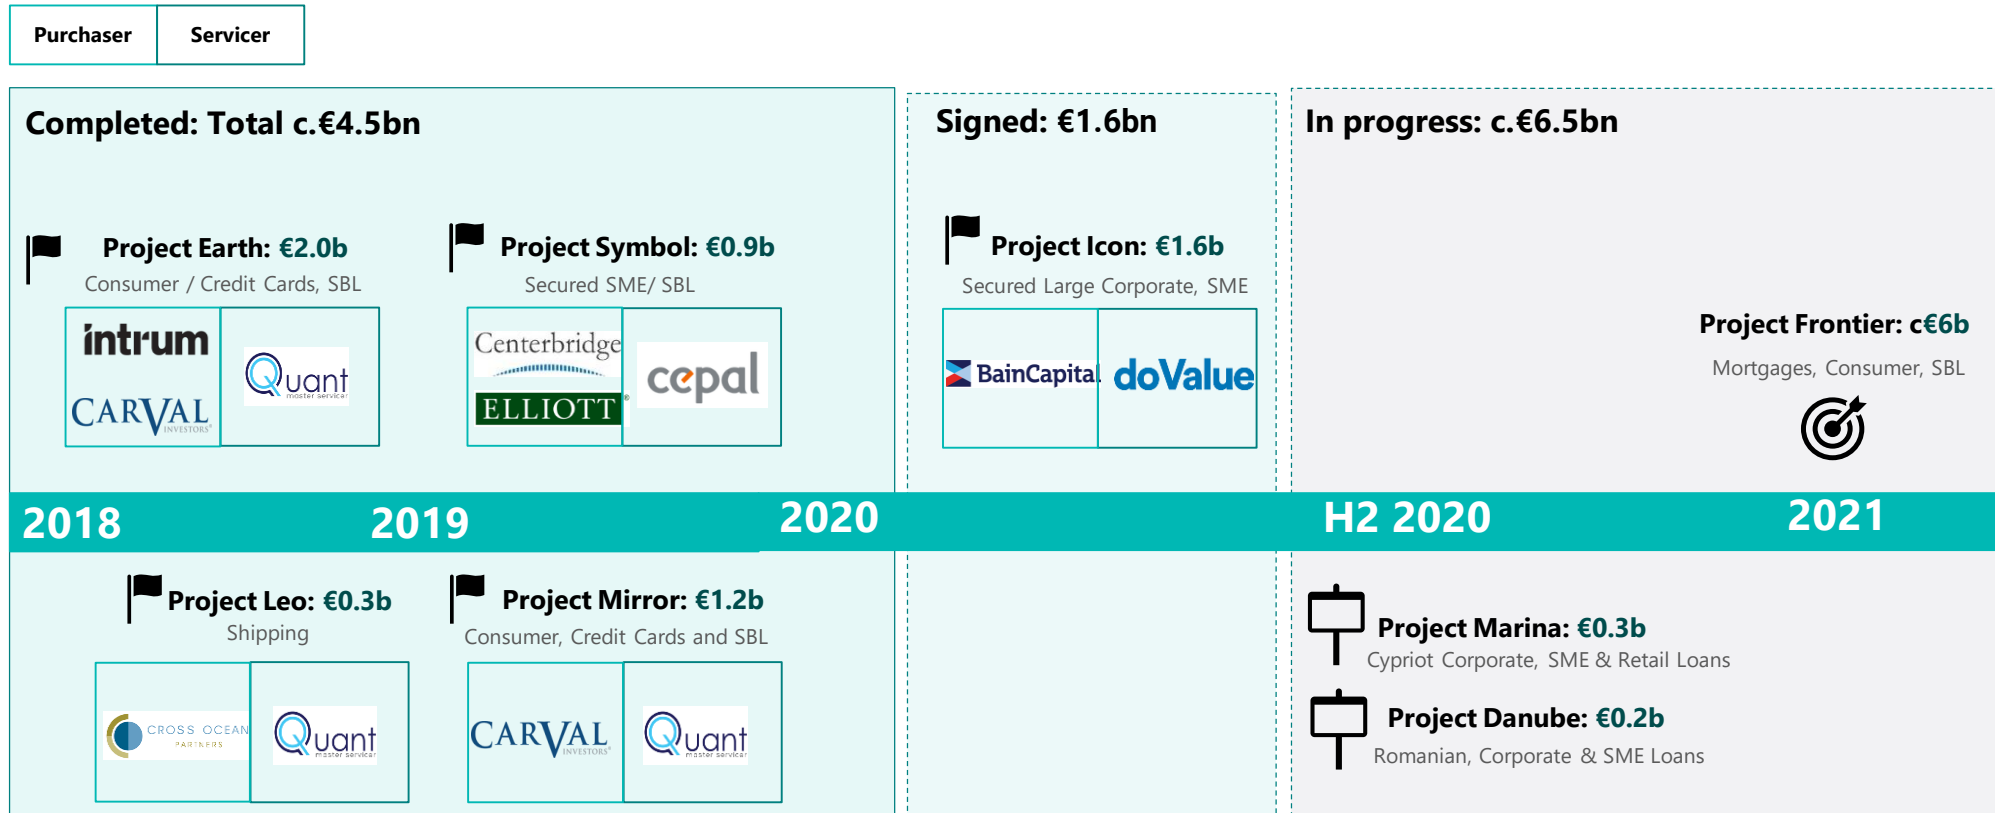 Purchaser
Servicer
Completed: Total c.€4.5bn
Signed: €1.6bn
In progress: c.€6.5bn
Project Earth: €2.0b
Consumer / Credit Cards, SBL
intrum
CARVAL
INVESTORS®
Quant
master servicer
Project Symbol: €0.9b
Secured SME/ SBL
Centerbridge
ELLIOTT®
cepal
Project Icon: €1.6b
Secured Large Corporate, SME
BainCapital
doValue
Project Frontier: c€6b
Mortgages, Consumer, SBL
2018
2019
2020
H2 2020
2021
Project Leo: €0.3b
Shipping
CROSS OCEAN
PARTNERS
Quant
master servicer
Project Mirror: €1.2b
Consumer, Credit Cards and SBL
CARVAL
INVESTORS®
Quant
master servicer
Project Marina: €0.3b
Cypriot Corporate, SME & Retail Loans
Project Danube: €0.2b
Romanian, Corporate & SME Loans